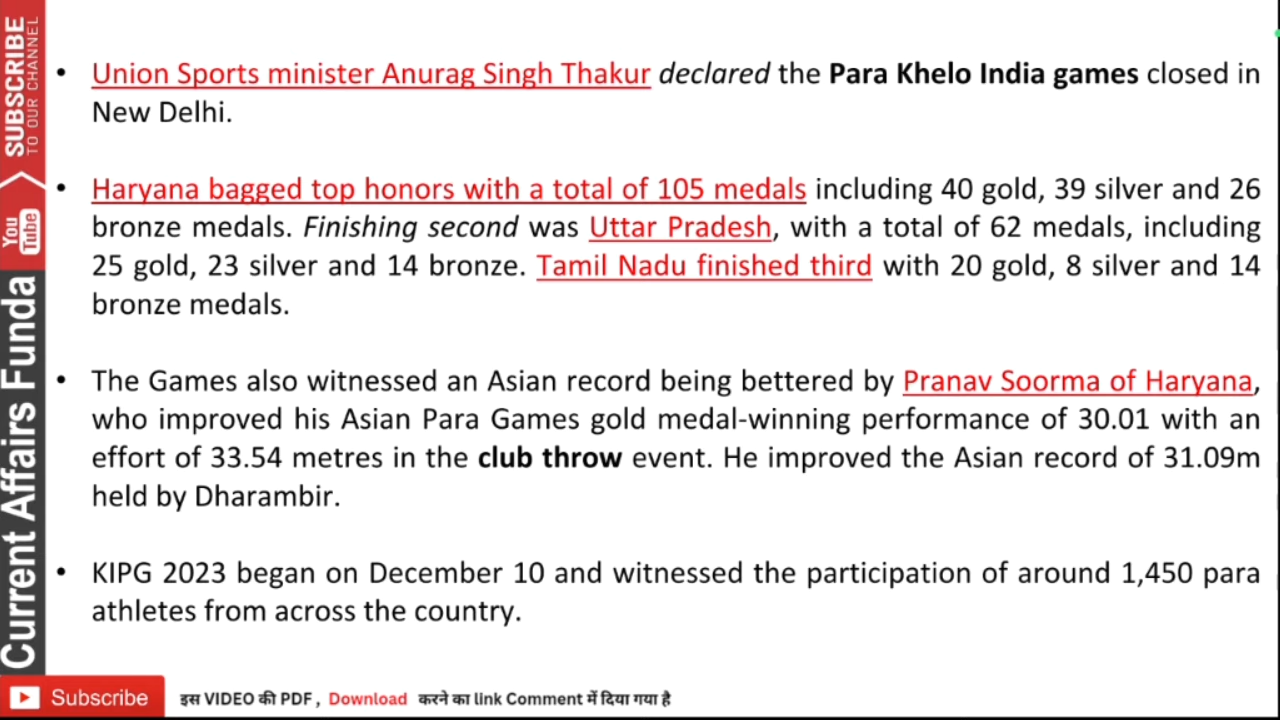 • Union Sports minister Anurag Singh Thakur declared the Para Khelo India games closed in
New Delhi.
• Haryana bagged top honors with a total of 105 medals including 40 gold, 39 silver and 26
bronze medals. Finishing second was Uttar Pradesh, with a total of 62 medals, including
25 gold, 23 silver and 14 bronze. Tamil Nadu finished third with 20 gold, 8 silver and 14
bronze medals.
• The Games also witnessed an Asian record being bettered by Pranav Soorma of Haryana,
who improved his Asian Para Games gold medal-winning performance of 30.01 with an
effort of 33.54 metres in the club throw event. He improved the Asian record of 31.09m
held by Dharambir.
• KIPG 2023 began on December 10 and witnessed the participation of around 1,450 para
athletes from across the country.
SUBSCRIBE
TO OUR CHANNEL
You
Tube
Current Affairs Funda
Subscribe
इस VIDEO की PDF , Download करने का link Comment में दिया गया है